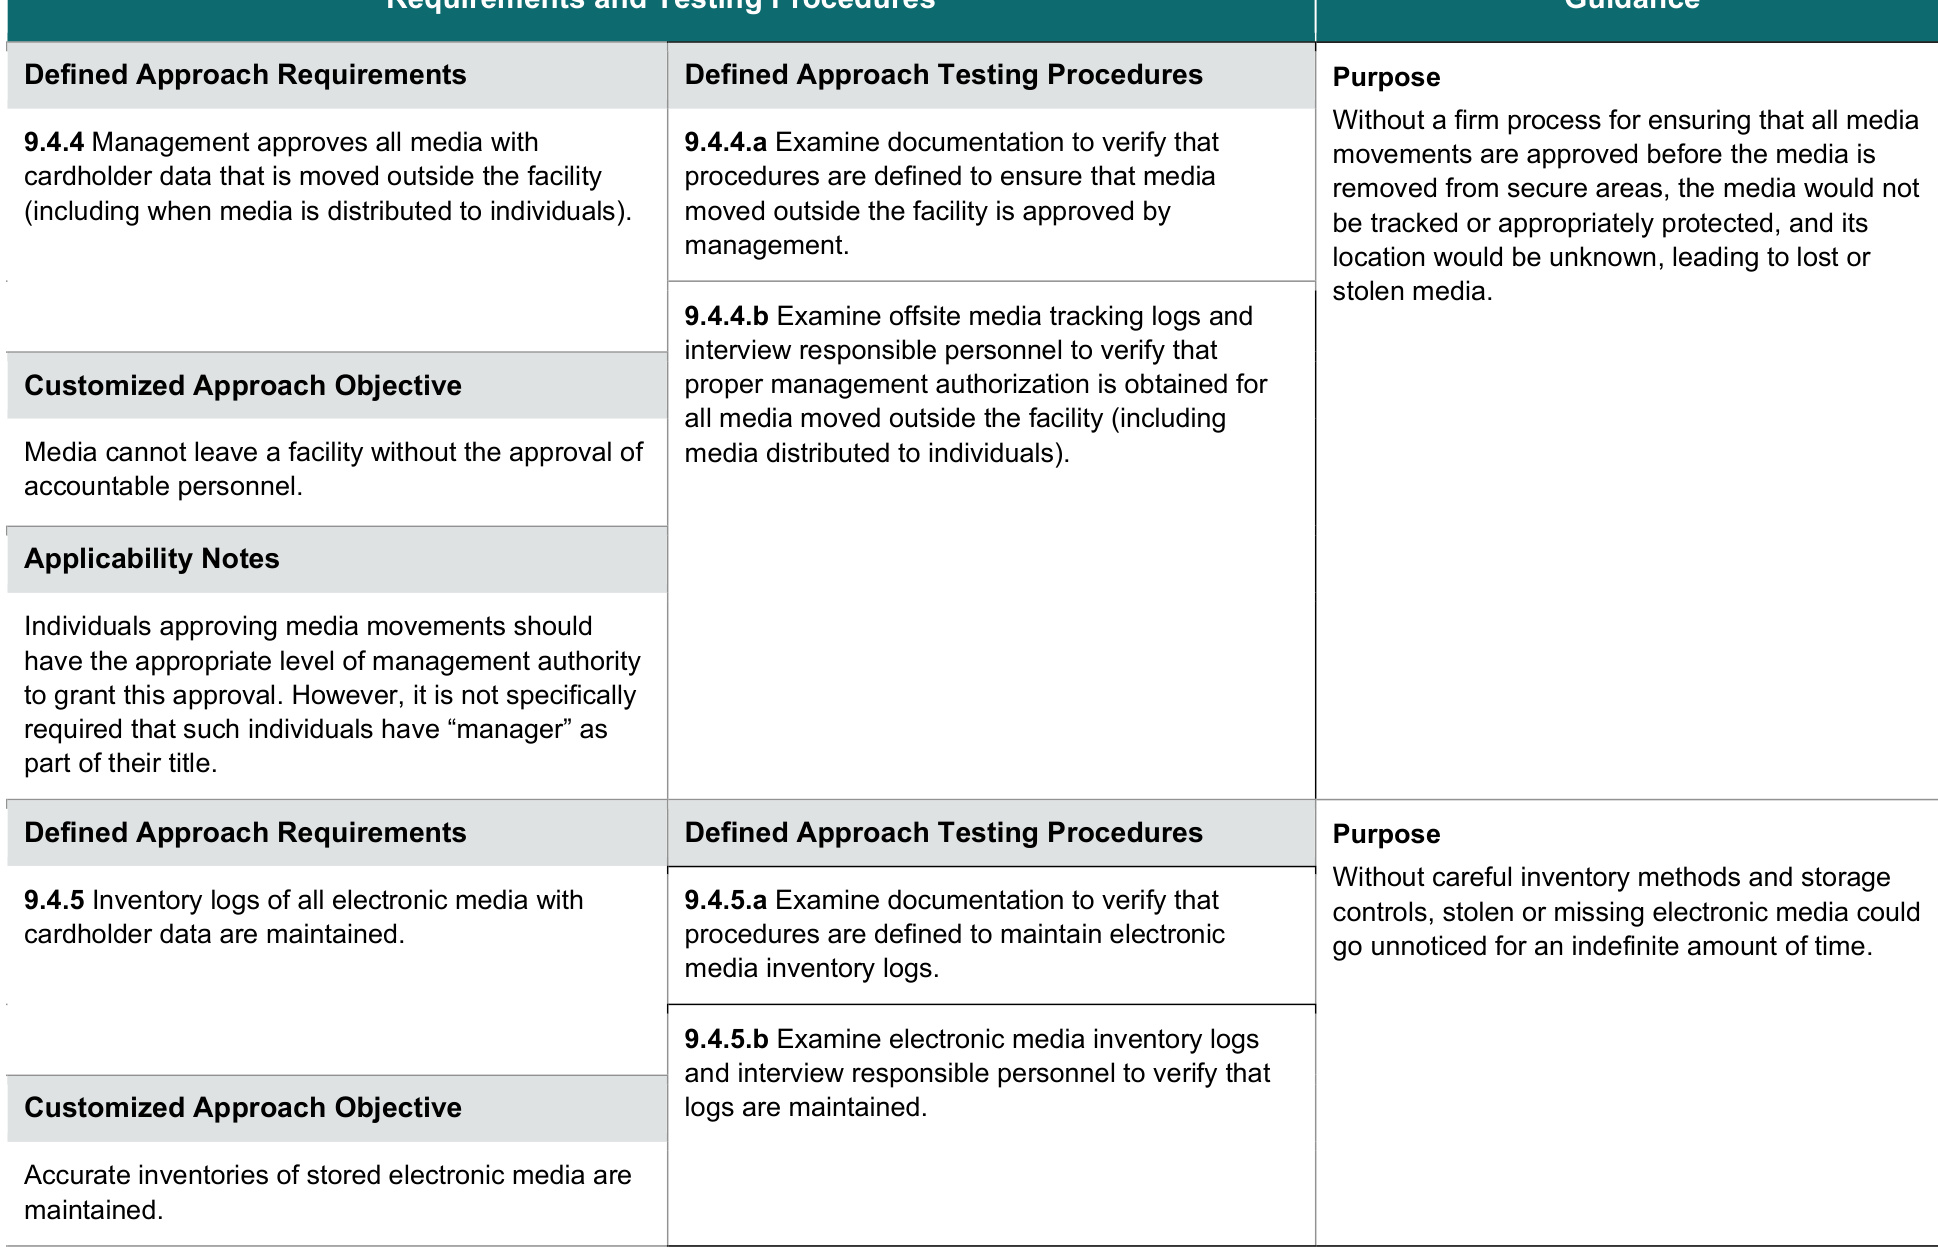 Requirements and Testing Procedures
Guidance
Defined Approach Requirements
9.4.4 Management approves all media with
cardholder data that is moved outside the facility
(including when media is distributed to individuals).
Customized Approach Objective
Media cannot leave a facility without the approval of
accountable personnel.
Applicability Notes
Individuals approving media movements should
have the appropriate level of management authority
to grant this approval. However, it is not specifically
required that such individuals have “manager” as
part of their title.
Defined Approach Testing Procedures
9.4.4.a Examine documentation to verify that
procedures are defined to ensure that media
moved outside the facility is approved by
management.
9.4.4.b Examine offsite media tracking logs and
interview responsible personnel to verify that
proper management authorization is obtained for
all media moved outside the facility (including
media distributed to individuals).
Purpose
Without a firm process for ensuring that all media
movements are approved before the media is
removed from secure areas, the media would not
be tracked or appropriately protected, and its
location would be unknown, leading to lost or
stolen media.
Defined Approach Requirements
9.4.5 Inventory logs of all electronic media with
cardholder data are maintained.
Customized Approach Objective
Accurate inventories of stored electronic media are
maintained.
Defined Approach Testing Procedures
9.4.5.a Examine documentation to verify that
procedures are defined to maintain electronic
media inventory logs.
9.4.5.b Examine electronic media inventory logs
and interview responsible personnel to verify that
logs are maintained.
Purpose
Without careful inventory methods and storage
controls, stolen or missing electronic media could
go unnoticed for an indefinite amount of time.